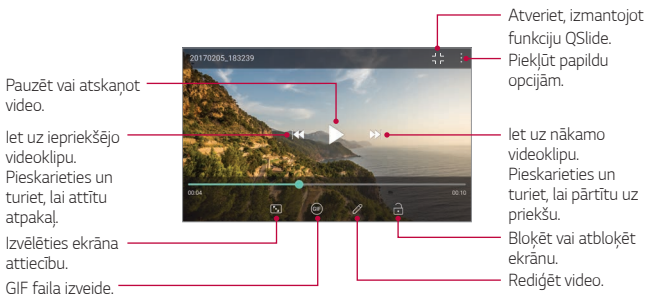 Atveriet, izmantojot
funkciju QSlide.
Piekļūt papildu
opcijām.
20170205_183239
Pauzēt vai atskaņot
video.
Iet uz iepriekšējo
videoklipu.
Pieskarieties un
turiet, lai attītu
atpakaļ.
Iet uz nākamo
videoklipu.
Pieskarieties un
turiet, lai pārtītu uz
priekšu.
00:04
00:10
GIF
Izvēlēties ekrāna
attiecību.
Bloķēt vai atbloķēt
ekrānu.
GIF faila izveide.
Rediģēt video.